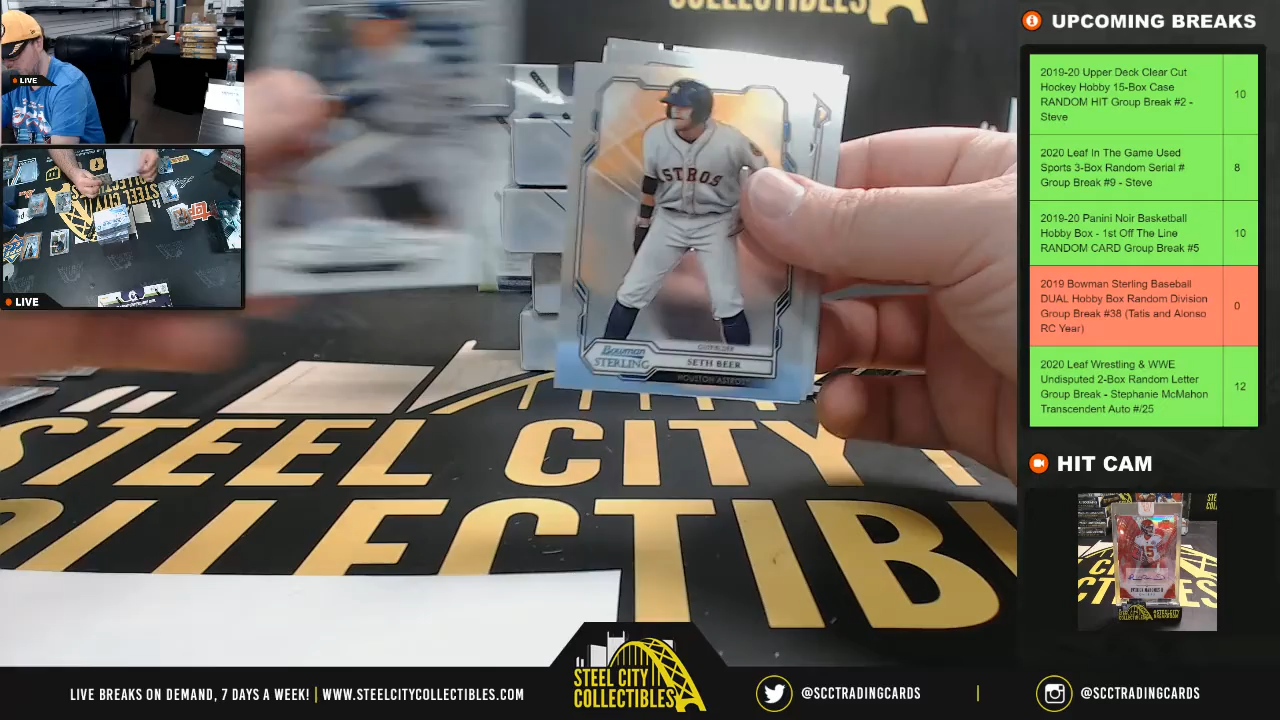 COLLECTIBLES
LIVE
LIVE
ASTROS
Bowman
STERLING
OUTFIELDER
SETH BEER
HOUSTON ASTROS
STEEL CITY
COLLECTIBL
UPCOMING BREAKS
2019-20 Upper Deck Clear Cut
Hockey Hobby 15-Box Case
RANDOM HIT Group Break #2 -
Steve
10
2020 Leaf In The Game Used
Sports 3-Box Random Serial #
Group Break #9 - Steve
8
2019-20 Panini Noir Basketball
Hobby Box - 1st Off The Line
RANDOM CARD Group Break #5
10
2019 Bowman Sterling Baseball
DUAL Hobby Box Random Division
Group Break #38 (Tatis and Alonso
RC Year)
0
2020 Leaf Wrestling & WWE
Undisputed 2-Box Random Letter
Group Break - Stephanie McMahon
Transcendent Auto #/25
12
HIT CAM
15
LIVE BREAKS ON DEMAND, 7 DAYS A WEEK! | WWW.STEELCITYCOLLECTIBLES.COM
STEEL CITY
COLLECTIBLES
@SCCTRADINGCARDS
@SCCTRADINGCARDS